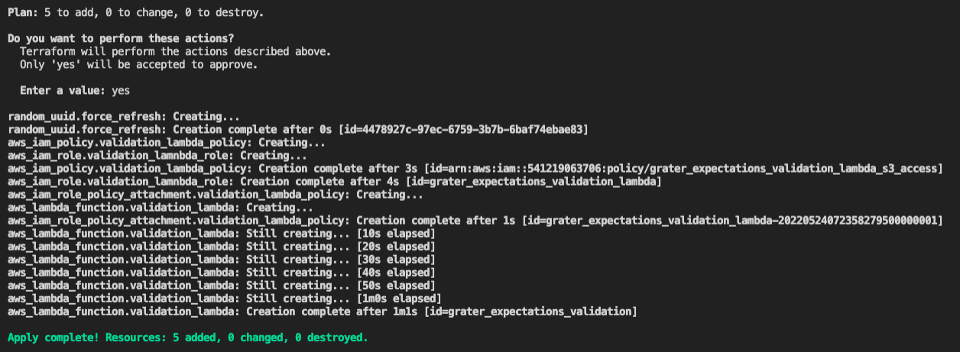 Plan: 5 to add, 0 to change, 0 to destroy.
Do you want to perform these actions?
Terraform will perform the actions described above.
Only 'yes' will be accepted to approve.
Enter a value: yes
random_uuid.force_refresh: Creating...
random_uuid.force_refresh: Creation complete after 0s [id=4478927c-97ec-6759-3b7b-6baf74ebae83]
aws_iam_policy.validation_lambda_policy: Creating...
aws_iam_role.validation_lamnbda_role: Creating...
aws_iam_policy.validation_lambda_policy: Creation complete after 3s [id=arn:aws:iam::541219063706:policy/grater_expectations_validation_lambda_s3_access]
aws_iam_role.validation_lamnbda_role: Creation complete after 4s [id=grater_expectations_validation_lambda]
aws_iam_role_policy_attachment.validation_lambda_policy: Creating...
aws_lambda_function.validation_lambda: Creating...
aws_iam_role_policy_attachment.validation_lambda_policy: Creation complete after 1s [id=grater_expectations_validation_lambda-20220524072358279500000001]
aws_lambda_function.validation_lambda: Still creating... [10s elapsed]
aws_lambda_function.validation_lambda: Still creating... [20s elapsed]
aws_lambda_function.validation_lambda: Still creating... [30s elapsed]
aws_lambda_function.validation_lambda: Still creating... [40s elapsed]
aws_lambda_function.validation_lambda: Still creating... [50s elapsed]
aws_lambda_function.validation_lambda: Still creating... [1m0s elapsed]
aws_lambda_function.validation_lambda: Creation complete after 1m1s [id=grater_expectations_validation]
Apply complete! Resources: 5 added, 0 changed, 0 destroyed.